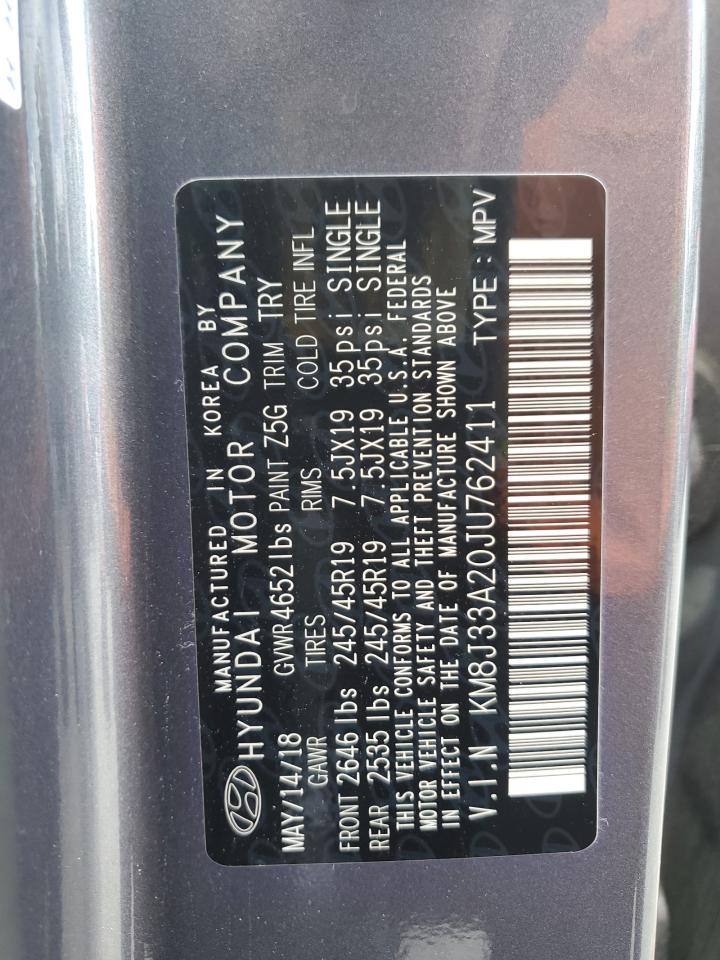 MANUFACTURED IN KOREA BY
HYUNDAI MOTOR COMPANY
MAY/14/18 GVWR 4652 lbs PAINT Z5G TRIM TRY
GAWR TIRES RIMS COLD TIRE INFL
FRONT 2646 lbs 245/45R19 7.5JX19 35psi SINGLE
REAR 2535 lbs 245/45R19 7.5JX19 35psi SINGLE
THIS VEHICLE CONFORMS TO ALL APPLICABLE U.S.A. FEDERAL
MOTOR VEHICLE SAFETY AND THEFT PREVENTION STANDARDS
IN EFFECT ON THE DATE OF MANUFACTURE SHOWN ABOVE
V.I.N KM8J33A20JU762411 TYPE : MPV